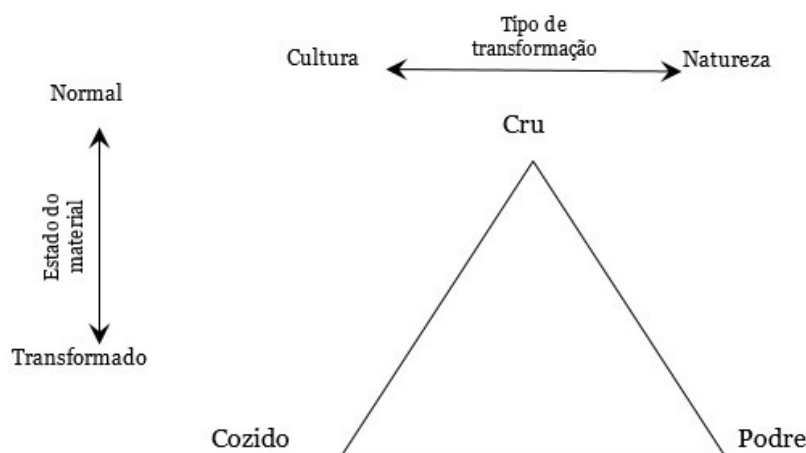 Tipo de
transformação
Cultura
Natureza
Normal
Cru
Estado do
material
Transformado
Cozido
Podre